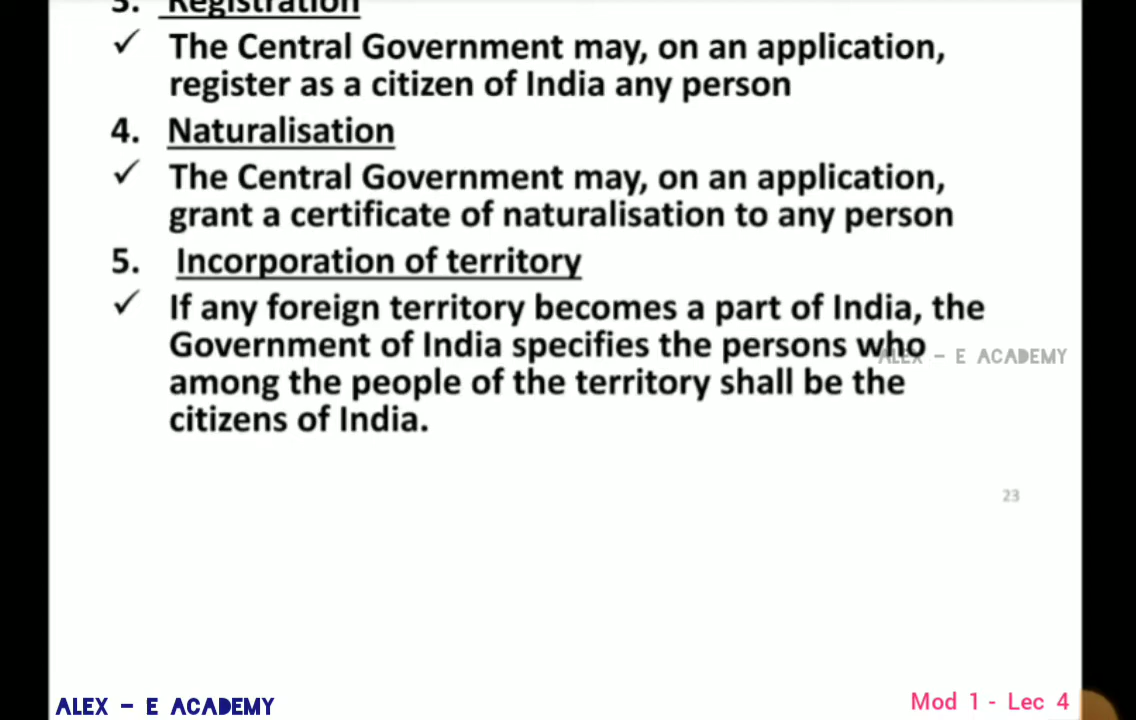 3. Registration
✓ The Central Government may, on an application,
register as a citizen of India any person
4. Naturalisation
✓ The Central Government may, on an application,
grant a certificate of naturalisation to any person
5. Incorporation of territory
✓ If any foreign territory becomes a part of India, the
Government of India specifies the persons who
ALEX – E ACADEMY
among the people of the territory shall be the
citizens of India.
23
ALEX – E ACADEMY
Mod 1 - Lec 4